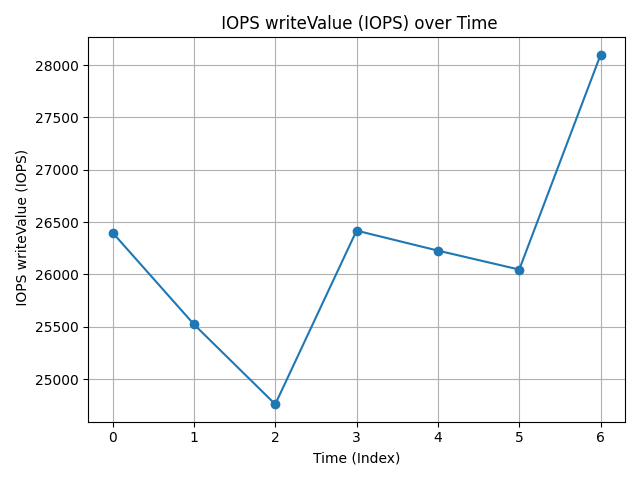 IOPS writeValue (IOPS) over Time
IOPS writeValue (IOPS)
28000
27500
27000
26500
26000
25500
25000
0 1 2 3 4 5 6
Time (Index)